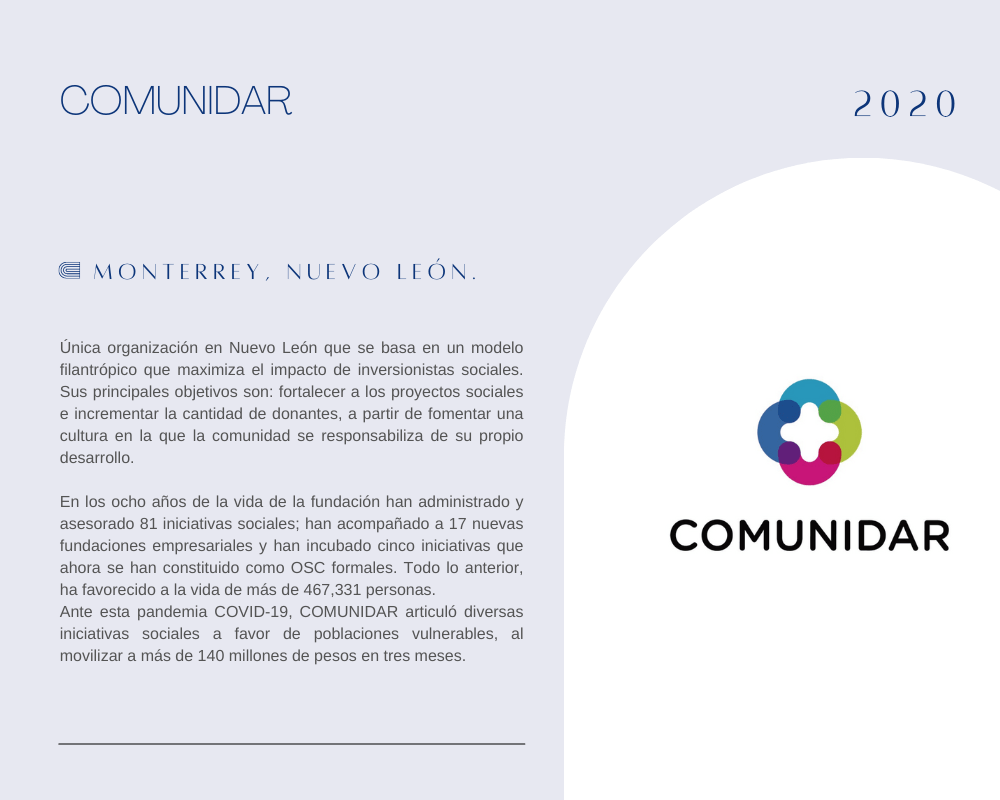 COMUNIDAR
2020
MONTERREY, NUEVO LEÓN.
Única organización en Nuevo León que se basa en un modelo
filantrópico que maximiza el impacto de inversionistas sociales.
Sus principales objetivos son: fortalecer a los proyectos sociales
e incrementar la cantidad de donantes, a partir de fomentar una
cultura en la que la comunidad se responsabiliza de su propio
desarrollo.
En los ocho años de la vida de la fundación han administrado y
asesorado 81 iniciativas sociales; han acompañado a 17 nuevas
fundaciones empresariales y han incubado cinco iniciativas que
ahora se han constituido como OSC formales. Todo lo anterior,
ha favorecido a la vida de más de 467,331 personas.
Ante esta pandemia COVID-19, COMUNIDAR articuló diversas
iniciativas sociales a favor de poblaciones vulnerables, al
movilizar a más de 140 millones de pesos en tres meses.
COMUNIDAR